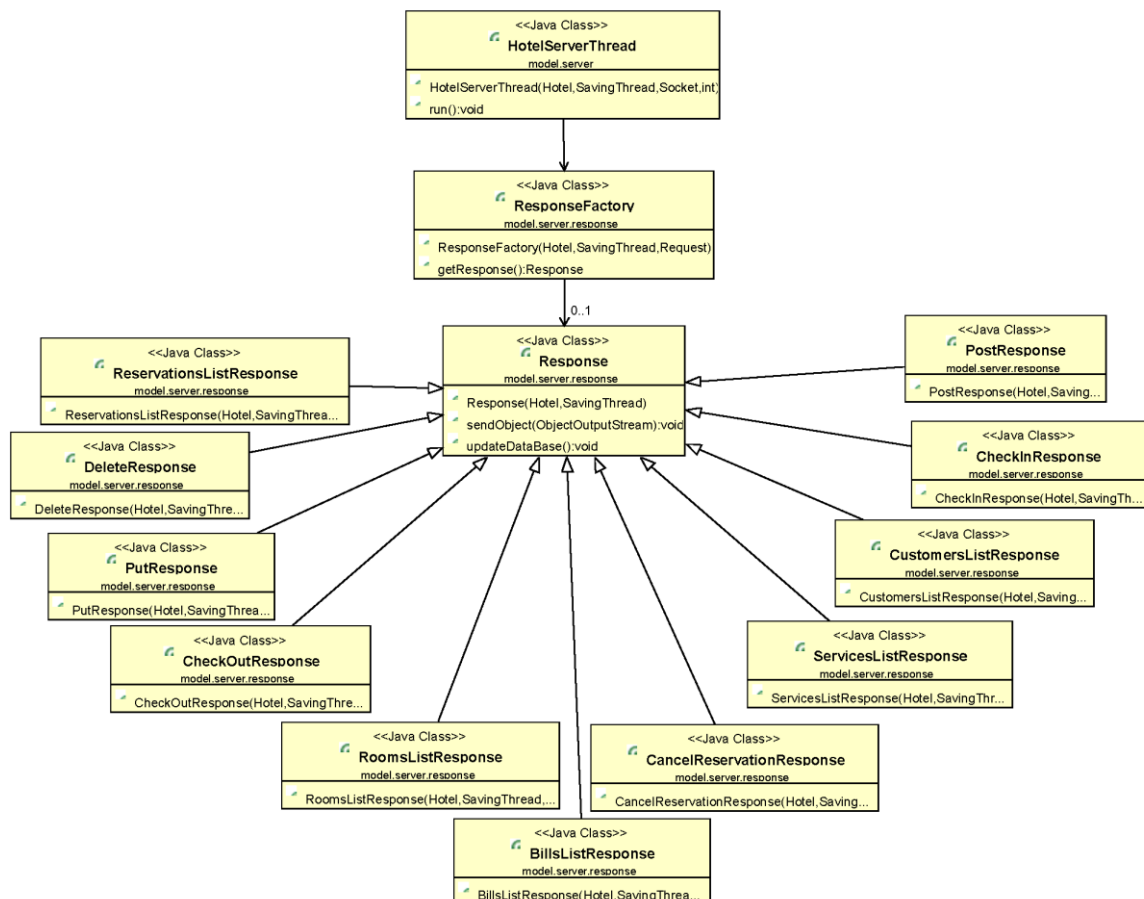 <<Java Class>>
HotelServerThread
model.server
HotelServerThread(Hotel,SavingThread,Socket,int)
run():void
<<Java Class>>
ResponseFactory
model.server.response
ResponseFactory(Hotel,SavingThread,Request)
getResponse():Response
0..1
<<Java Class>>
Response
model.server.response
Response(Hotel,SavingThread)
sendObject(ObjectOutputStream):void
updateDataBase():void
<<Java Class>>
ReservationsListResponse
model.server.response
ReservationsListResponse(Hotel,SavingThrea...
<<Java Class>>
DeleteResponse
model.server.response
DeleteResponse(Hotel,SavingThre...
<<Java Class>>
PutResponse
model.server.response
PutResponse(Hotel,SavingThrea...
<<Java Class>>
CheckOutResponse
model.server.response
CheckOutResponse(Hotel,SavingThre...
<<Java Class>>
RoomsListResponse
model.server.response
RoomsListResponse(Hotel,SavingThread,...
<<Java Class>>
BillsListResponse
model.server.response
BillsListResponse(Hotel,SavingThrea...
<<Java Class>>
CancelReservationResponse
model.server.response
CancelReservationResponse(Hotel,Saving...
<<Java Class>>
ServicesListResponse
model.server.response
ServicesListResponse(Hotel,SavingThr...
<<Java Class>>
CustomersListResponse
model.server.response
CustomersListResponse(Hotel,Saving...
<<Java Class>>
CheckInResponse
model.server.response
CheckInResponse(Hotel,SavingTh...
<<Java Class>>
PostResponse
model.server.response
PostResponse(Hotel,Saving...